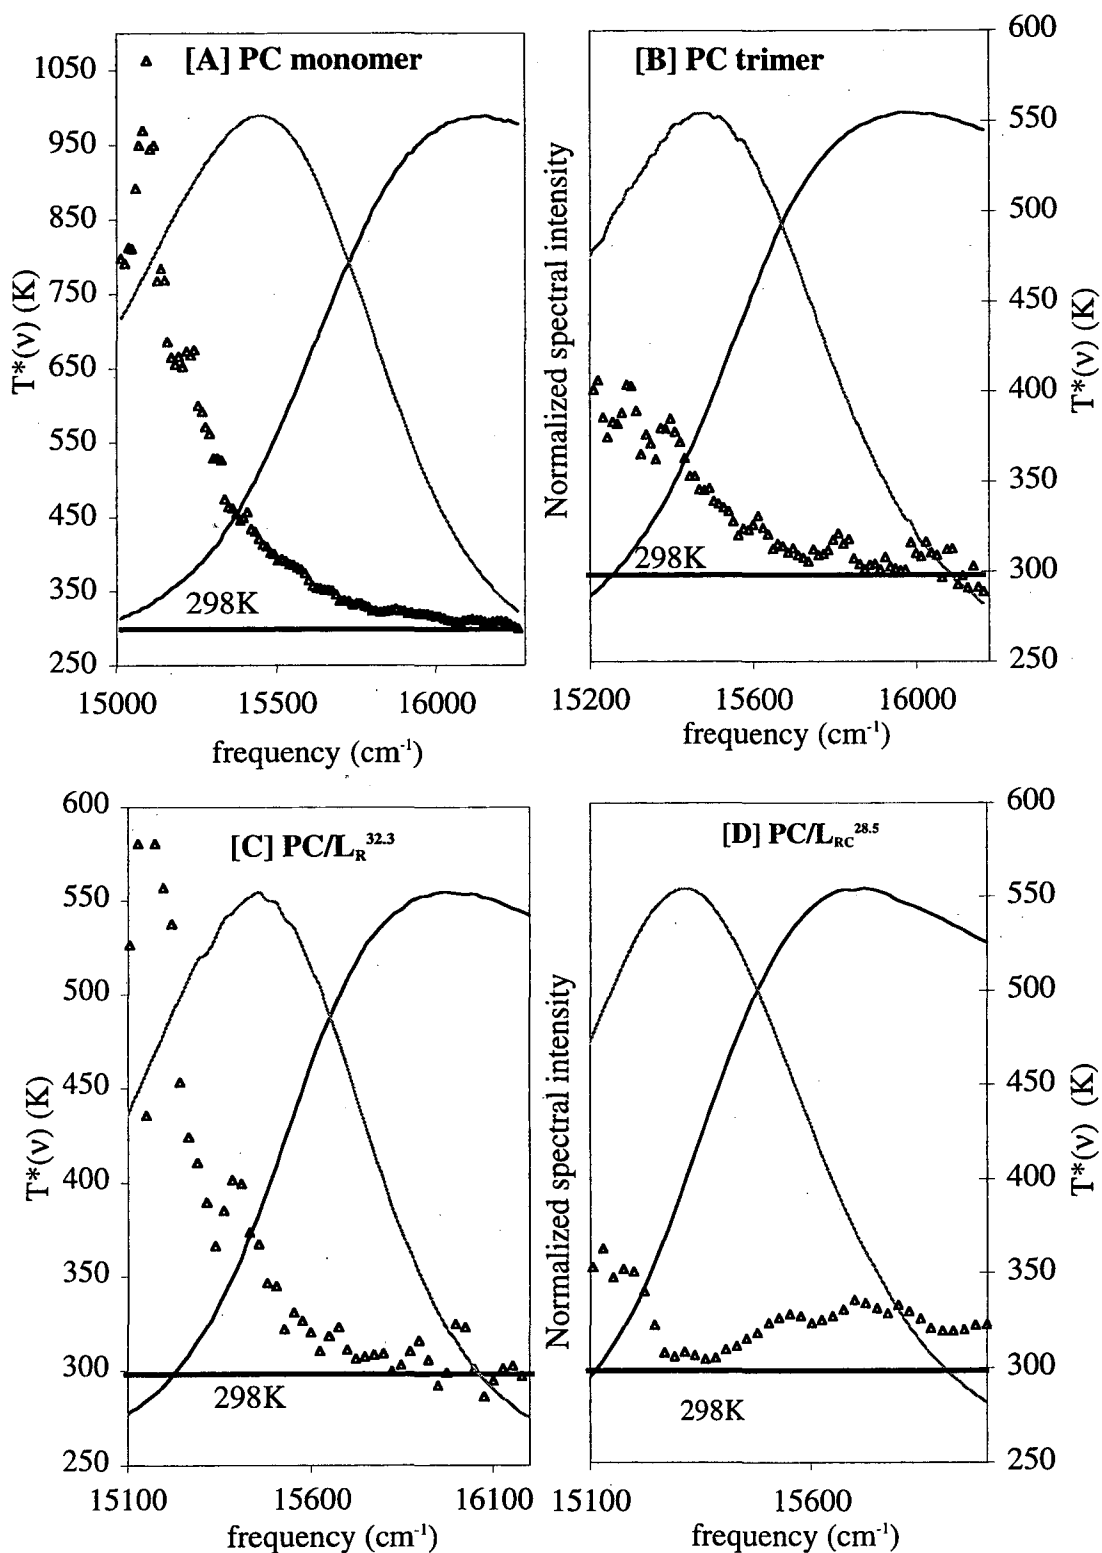 [A] PC monomer
1050
950
850
750
650
550
450
350
250
T*(ν) (K)
298K
15000 15500 16000
frequency (cm⁻¹)
[B] PC trimer
600
550
500
450
400
350
300
250
Normalized spectral intensity
T*(ν) (K)
298K
15200 15600 16000
frequency (cm⁻¹)
[C] PC/L_R^32.3
600
550
500
450
400
350
300
250
T*(ν) (K)
298K
15100 15600 16100
frequency (cm⁻¹)
[D] PC/L_RC^28.5
600
550
500
450
400
350
300
250
Normalized spectral intensity
T*(ν) (K)
298K
15100 15600
frequency (cm⁻¹)